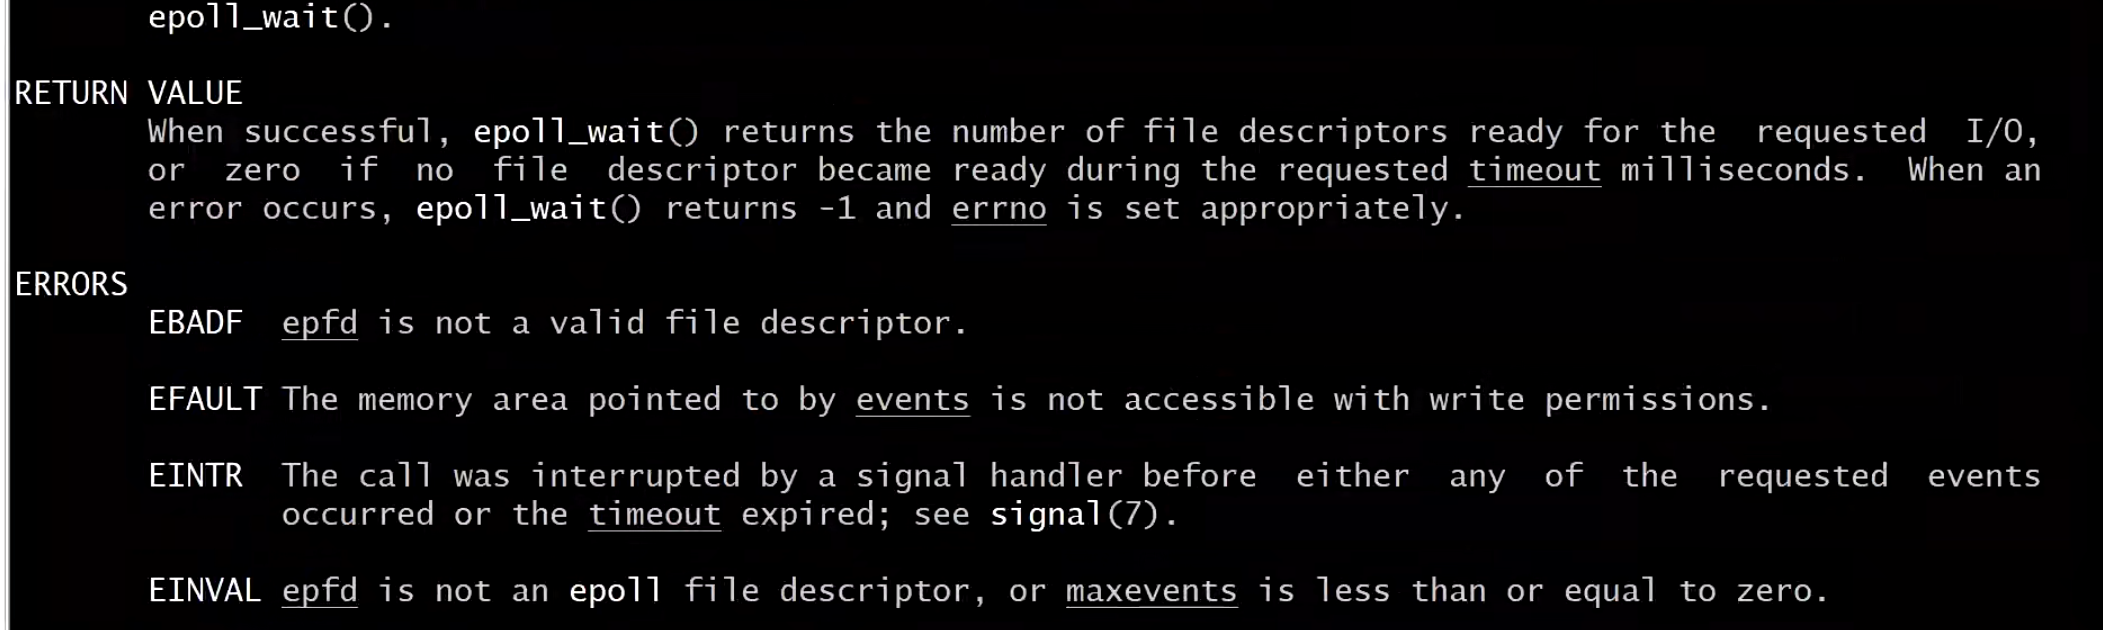 epoll_wait().
RETURN VALUE
When successful, epoll_wait() returns the number of file descriptors ready for the requested I/O,
or zero if no file descriptor became ready during the requested timeout milliseconds. When an
error occurs, epoll_wait() returns -1 and errno is set appropriately.
ERRORS
EBADF epfd is not a valid file descriptor.
EFAULT The memory area pointed to by events is not accessible with write permissions.
EINTR The call was interrupted by a signal handler before either any of the requested events
occurred or the timeout expired; see signal(7).
EINVAL epfd is not an epoll file descriptor, or maxevents is less than or equal to zero.